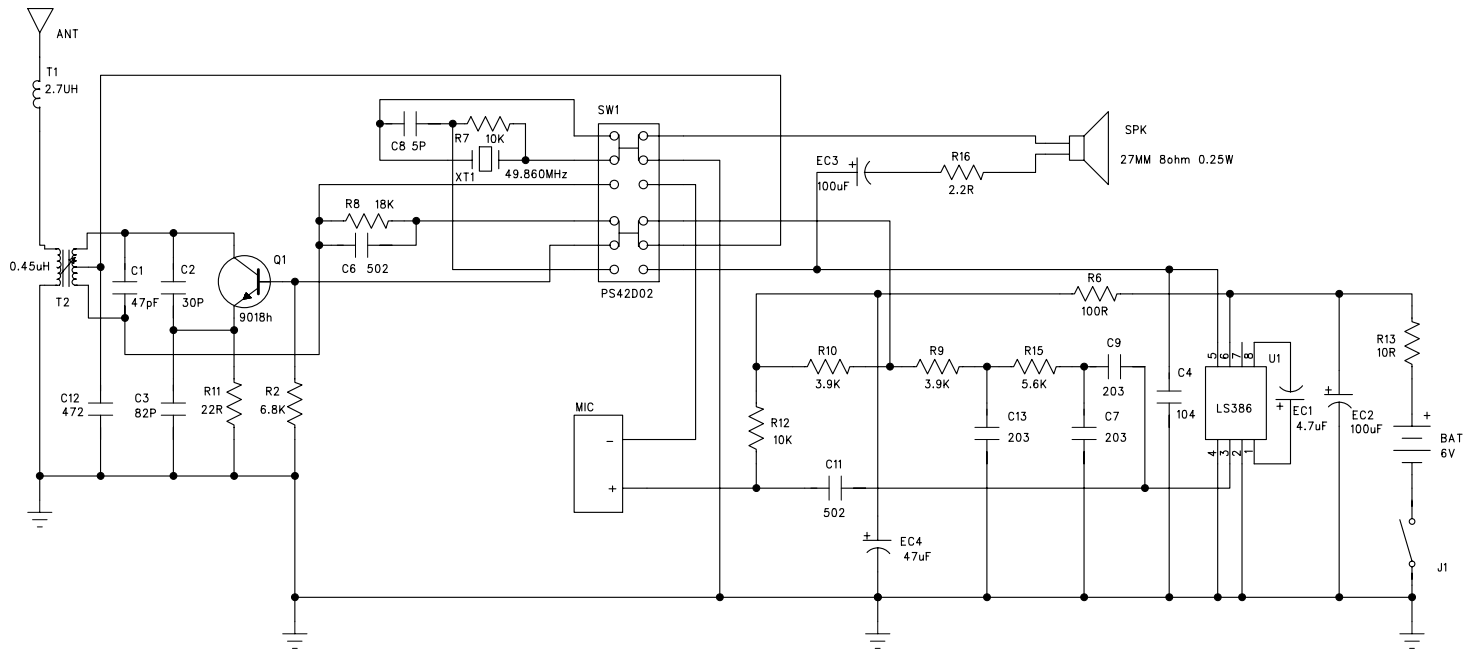 ANT
T1
2.7UH
SW1
C8 5P
R7
10K
XT1
49.860MHz
SPK
27MM 8ohm 0.25W
EC3
+
100uF
R16
2.2R
R8
18K
C6
502
0.45uH
T2
C1
47pF
C2
30P
Q1
9018h
PS42D02
R6
100R
R10
3.9K
R9
3.9K
R15
5.6K
C9
203
C4
104
5
6
7
8
U1
LS386
4
3
2
1
+
EC1
4.7uF
+
EC2
100uF
R13
10R
+
BAT
6V
C12
472
C3
82P
R11
22R
R2
6.8K
MIC
-
+
R12
10K
C13
203
C7
203
C11
502
+
EC4
47uF
J1